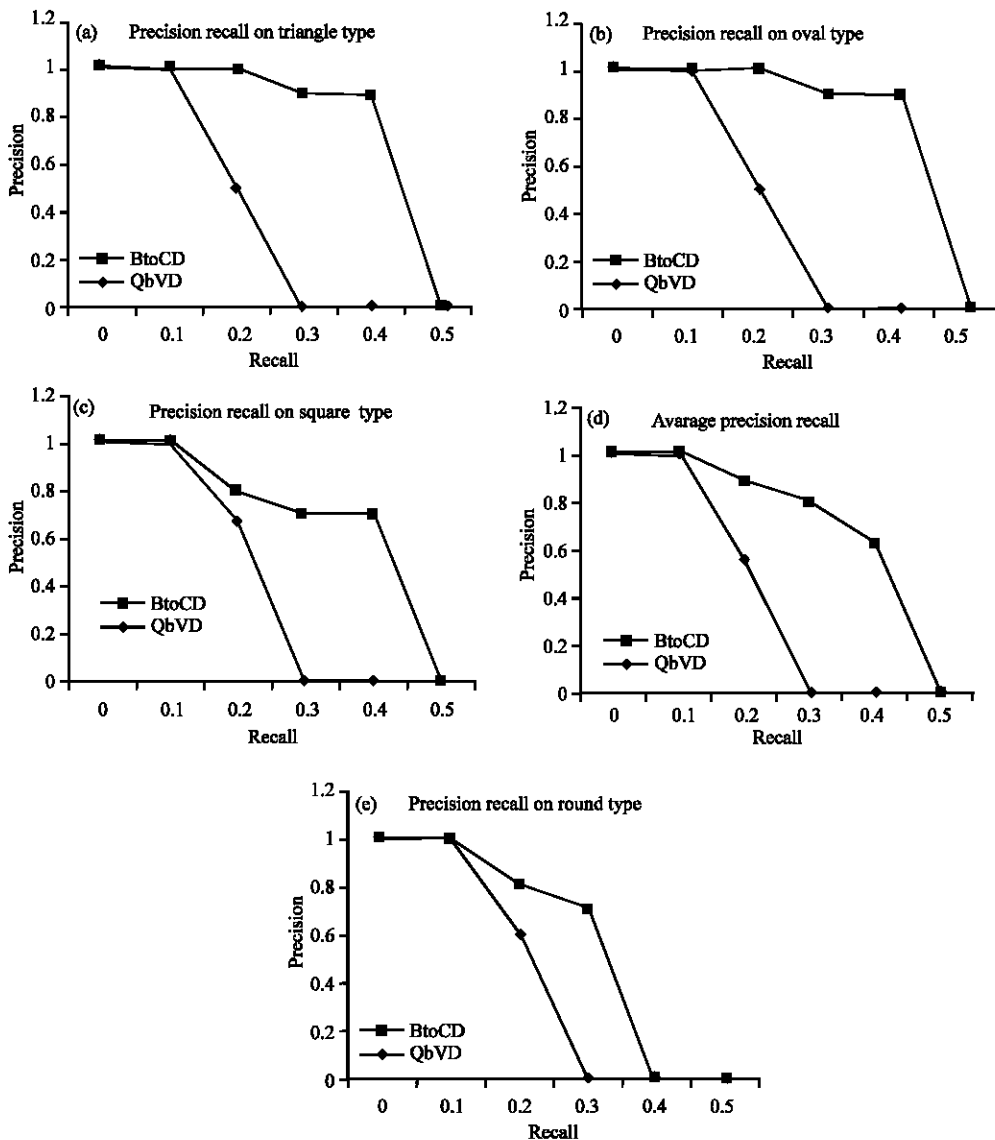 (a) Precision recall on triangle type
1.2
1
0.8
0.6
0.4
0.2
0
Precision
BtoCD
QbVD
0 0.1 0.2 0.3 0.4 0.5
Recall
(b) Precision recall on oval type
1.2
1
0.8
0.6
0.4
0.2
0
Precision
BtoCD
QbVD
0 0.1 0.2 0.3 0.4 0.5
Recall
(c) Precision recall on square type
1.2
1
0.8
0.6
0.4
0.2
0
Precision
BtoCD
QbVD
0 0.1 0.2 0.3 0.4 0.5
Recall
(d) Avarage precision recall
1.2
1
0.8
0.6
0.4
0.2
0
Precision
BtoCD
QbVD
0 0.1 0.2 0.3 0.4 0.5
Recall
(e) Precision recall on round type
1.2
1
0.8
0.6
0.4
0.2
0
Precision
BtoCD
QbVD
0 0.1 0.2 0.3 0.4 0.5
Recall